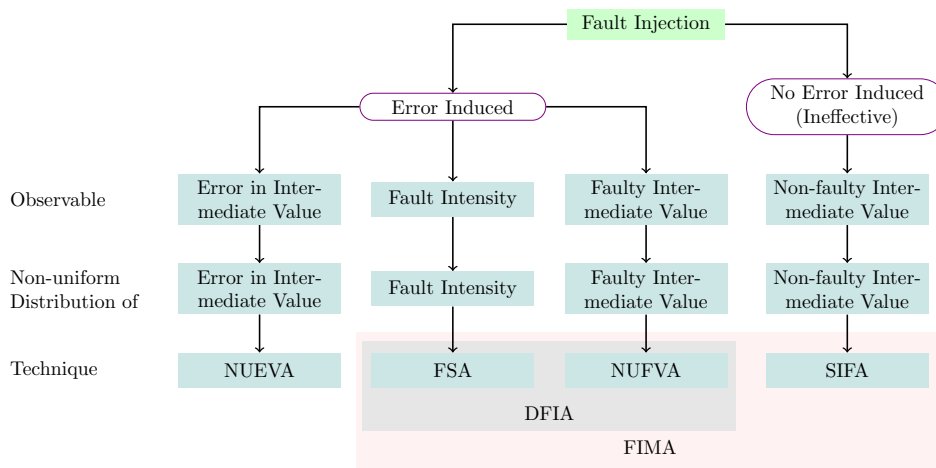 Fault Injection
Error Induced
No Error Induced
(Ineffective)
Observable
Error in Inter-
mediate Value
Fault Intensity
Faulty Inter-
mediate Value
Non-faulty Inter-
mediate Value
Non-uniform
Distribution of
Error in Inter-
mediate Value
Fault Intensity
Faulty Inter-
mediate Value
Non-faulty Inter-
mediate Value
Technique
NUEVA
FSA
NUFVA
SIFA
DFIA
FIMA